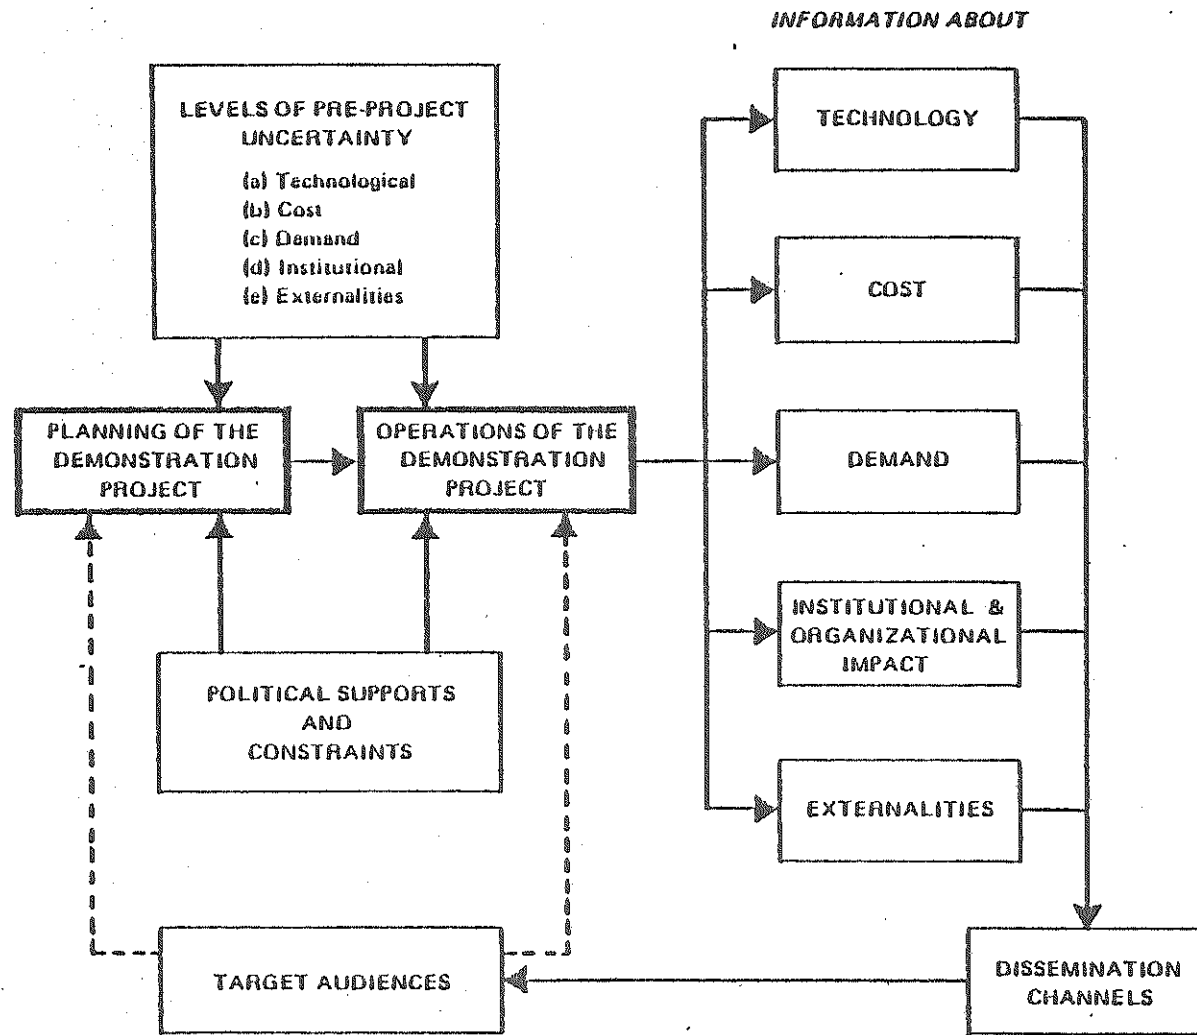 INFORMATION ABOUT
LEVELS OF PRE-PROJECT
UNCERTAINTY
(a) Technological
(b) Cost
(c) Demand
(d) Institutional
(e) Externalities
PLANNING OF THE
DEMONSTRATION
PROJECT
OPERATIONS OF THE
DEMONSTRATION
PROJECT
POLITICAL SUPPORTS
AND
CONSTRAINTS
TARGET AUDIENCES
TECHNOLOGY
COST
DEMAND
INSTITUTIONAL &
ORGANIZATIONAL
IMPACT
EXTERNALITIES
DISSEMINATION
CHANNELS